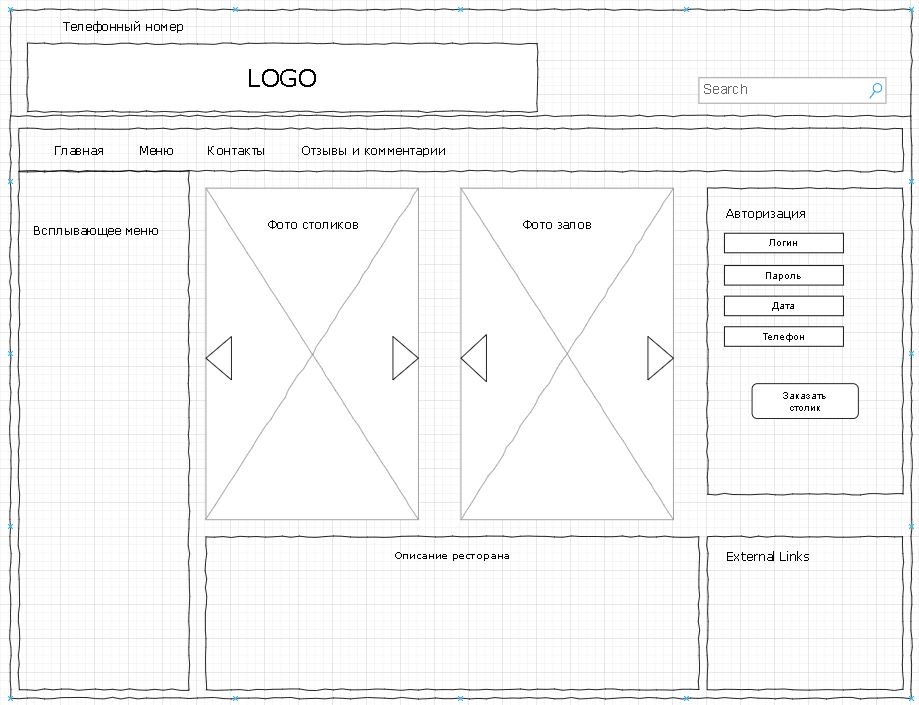 Телефонный номер
LOGO
Search
Главная Меню Контакты Отзывы и комментарии
Всплывающее меню
Фото столиков
Фото залов
Авторизация
Логин
Пароль
Дата
Телефон
Заказать
столик
Описание ресторана
External Links